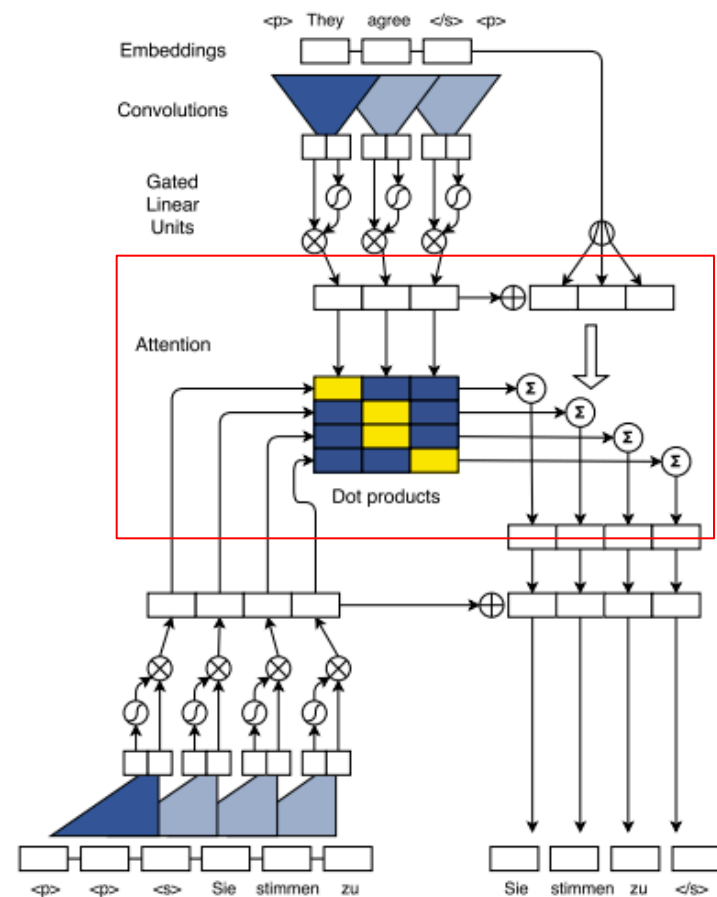 <p> They agree </s> <p>
Embeddings
Convolutions
Gated
Linear
Units
Attention
Σ
Σ
Σ
Σ
Dot products
<p> <p> <s> Sie stimmen zu
Sie stimmen zu </s>